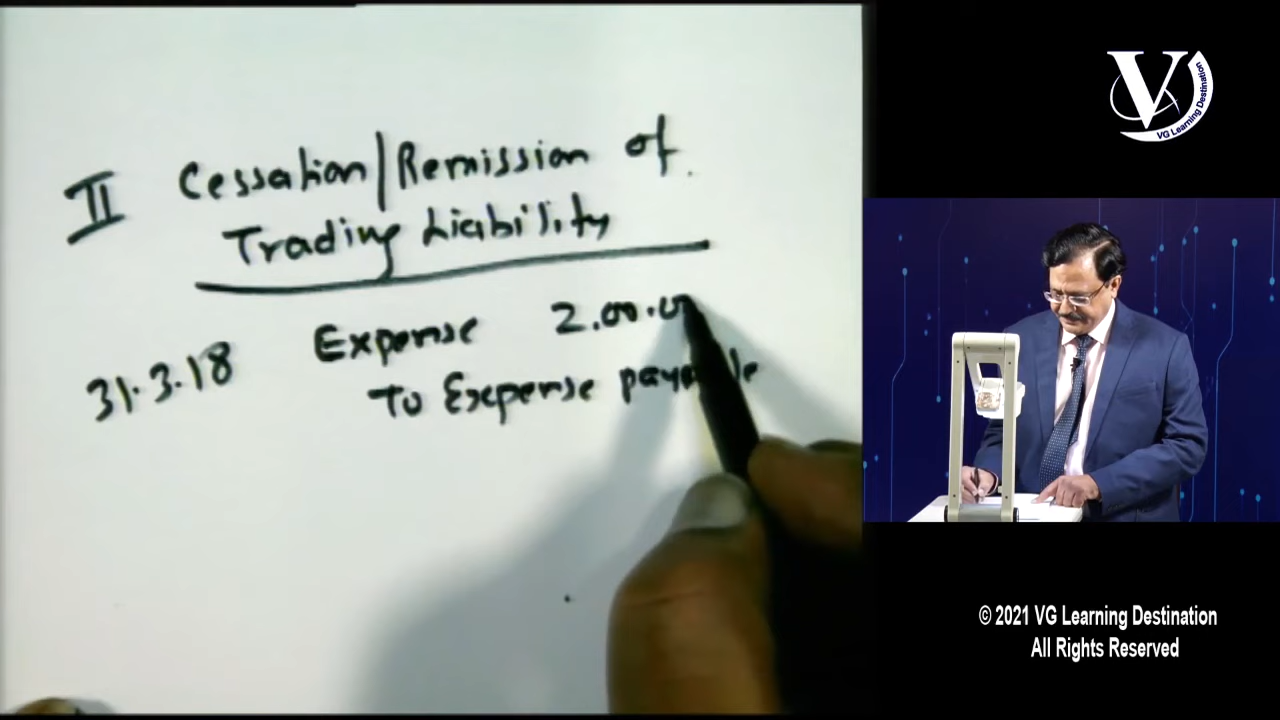 II Cessation/Remission of
Trading Liability
31.3.18 Expense 2.00.0
To Expense payable
V
VG Learning Destination
© 2021 VG Learning Destination
All Rights Reserved